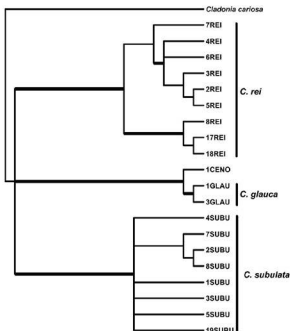 Cladonia cariosa
7REI
4REI
6REI
3REI
2REI
5REI
C. rei
8REI
17REI
18REI
1CENO
1GLAU
C. glauca
3GLAU
4SUBU
7SUBU
2SUBU
8SUBU
C. subulata
1SUBU
3SUBU
5SUBU
19SUBU